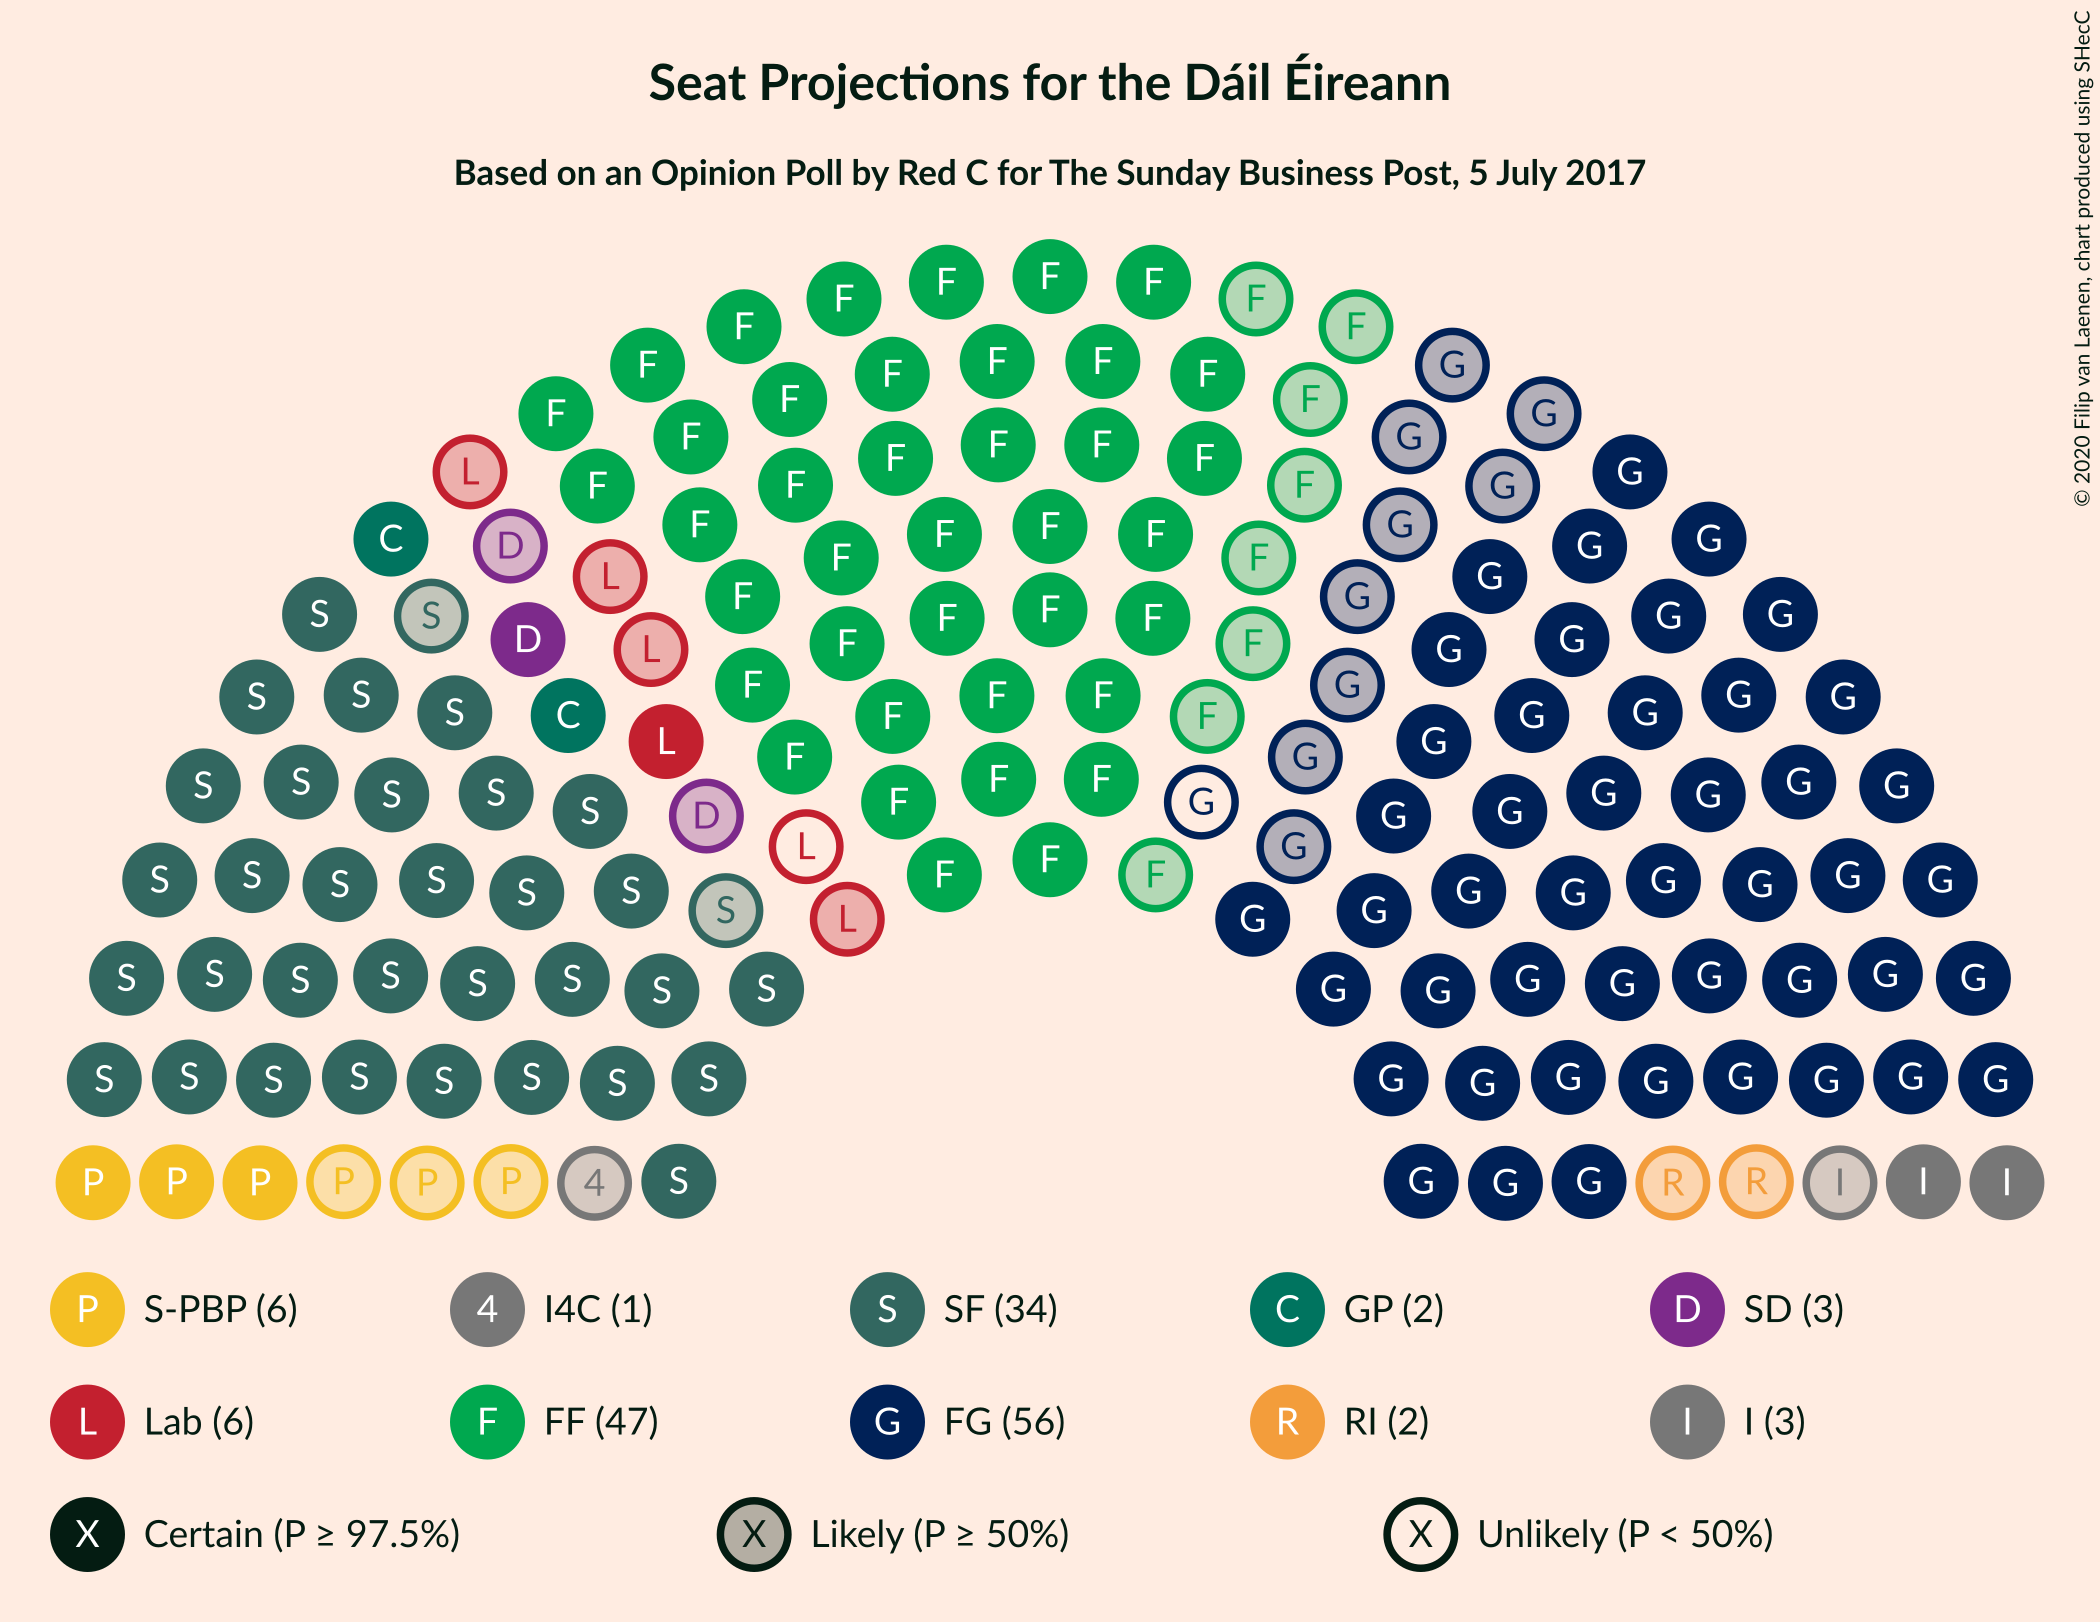 Seat Projections for the Dáil Éireann
Based on an Opinion Poll by Red C for The Sunday Business Post, 5 July 2017
© 2020 Filip van Laenen, chart produced using SHecC
F F F F F F F F F G
F F F F F F F F G G
L F F F F F F F F G G G
C D L F F F F F F G G G G
S S D L F F F F F F G G G G G
S S S C L F F F F F G G G G G G
S S S S S D L F F F G G G G G G G G
S S S S S S S L F F F G G G G G G G G
S S S S S S S S G G G G G G G G
S S S S S S S S G G G G G G G G
P P P P P P 4 S G G G R R I I I
P S-PBP (6) 4 I4C (1) S SF (34) C GP (2) D SD (3)
L Lab (6) F FF (47) G FG (56) R RI (2) I I (3)
X Certain (P ≥ 97.5%) X Likely (P ≥ 50%) X Unlikely (P < 50%)